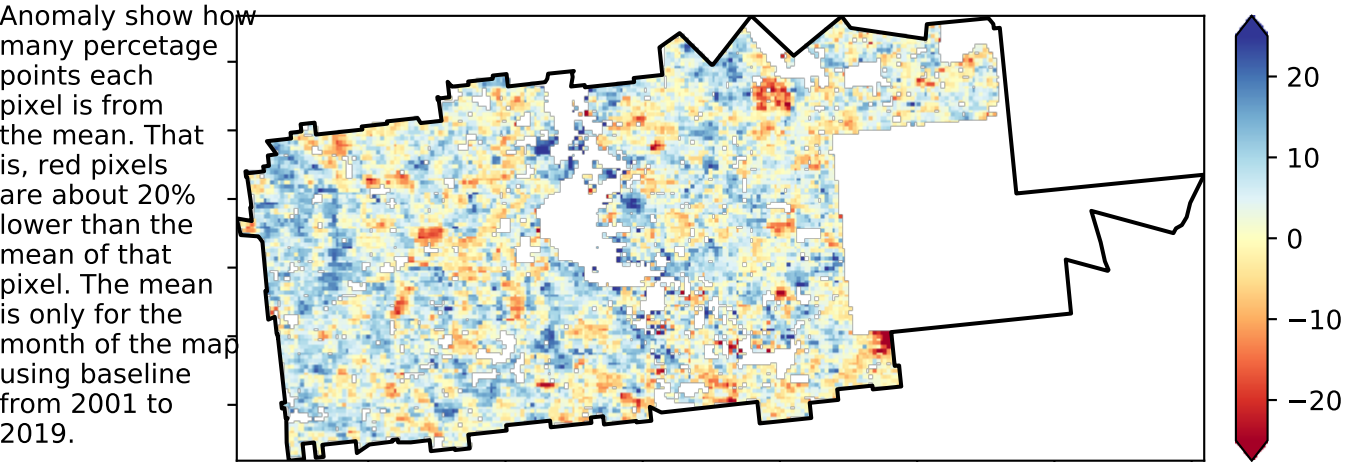 Anomaly show how
many percetage
points each
pixel is from
the mean. That
is, red pixels
are about 20%
lower than the
mean of that
pixel. The mean
is only for the
month of the map
using baseline
from 2001 to
2019.
20
10
0
−10
−20